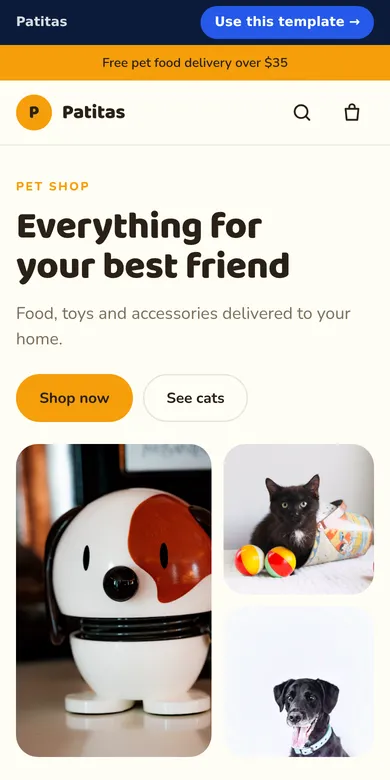 Patitas
Use this template →
Free pet food delivery over $35
P
Patitas
PET SHOP
Everything for
your best friend
Food, toys and accessories delivered to your
home.
Shop now
See cats